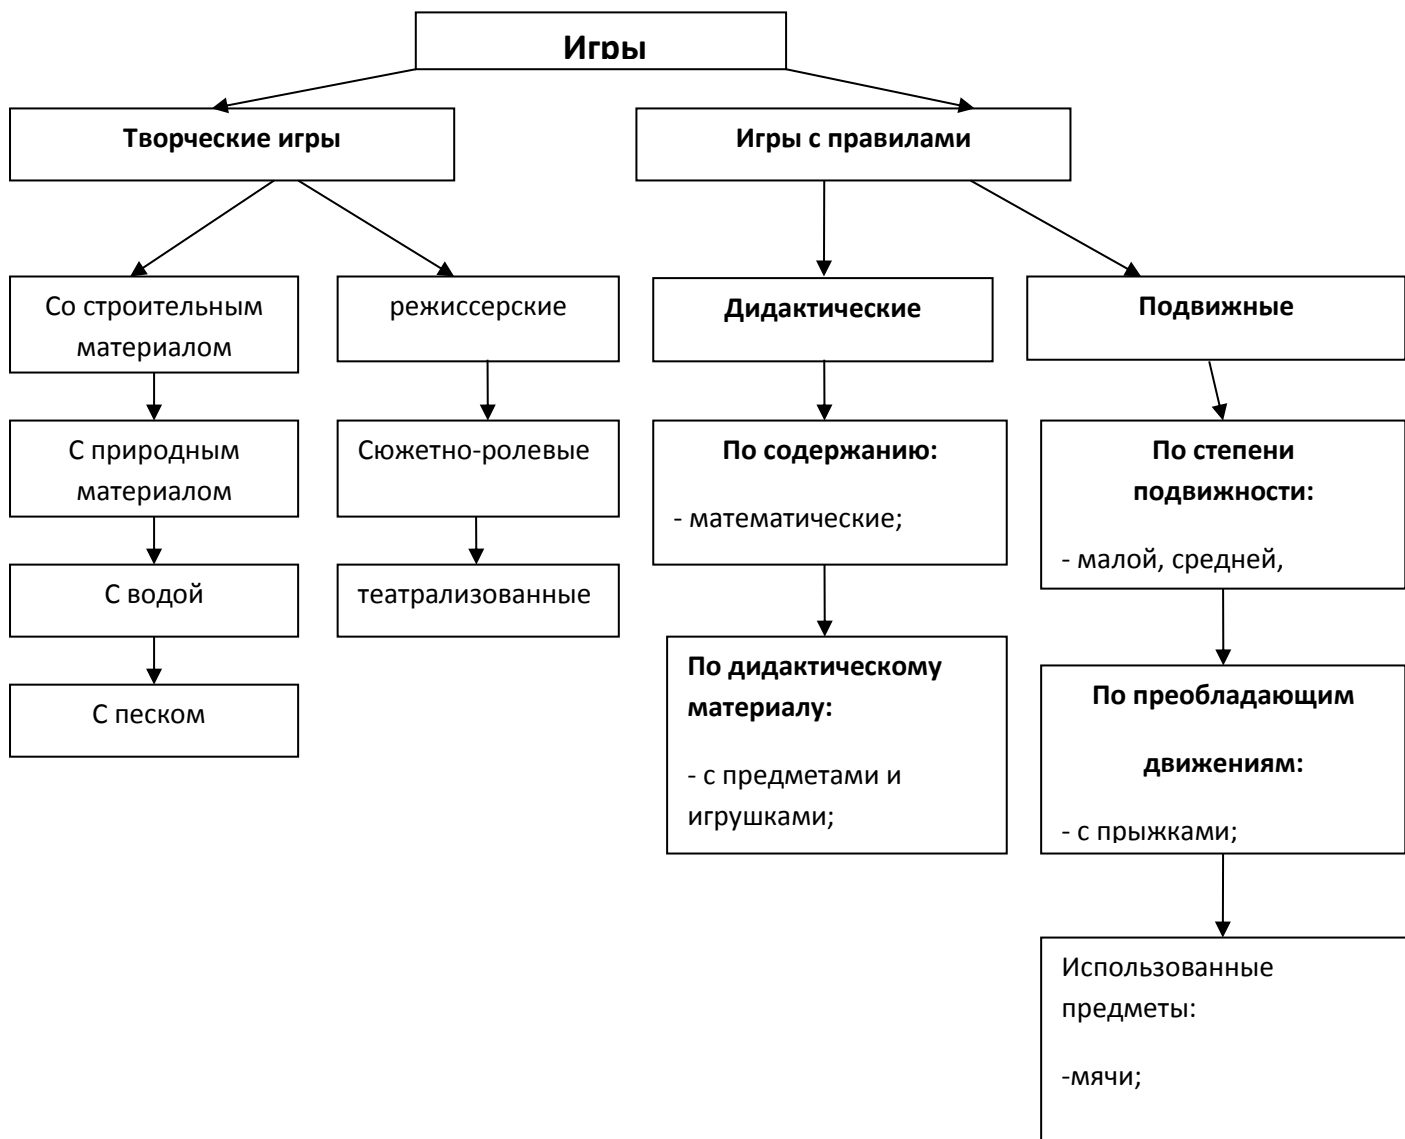 Игры
Творческие игры
Игры с правилами
Со строительным
материалом
режиссерские
Дидактические
Подвижные
С природным
материалом
Сюжетно-ролевые
По содержанию:
- математические;
По степени
подвижности:
- малой, средней,
С водой
театрализованные
По дидактическому
материалу:
- с предметами и
игрушками;
По преобладающим
движениям:
- с прыжками;
С песком
Использованные
предметы:
-мячи;